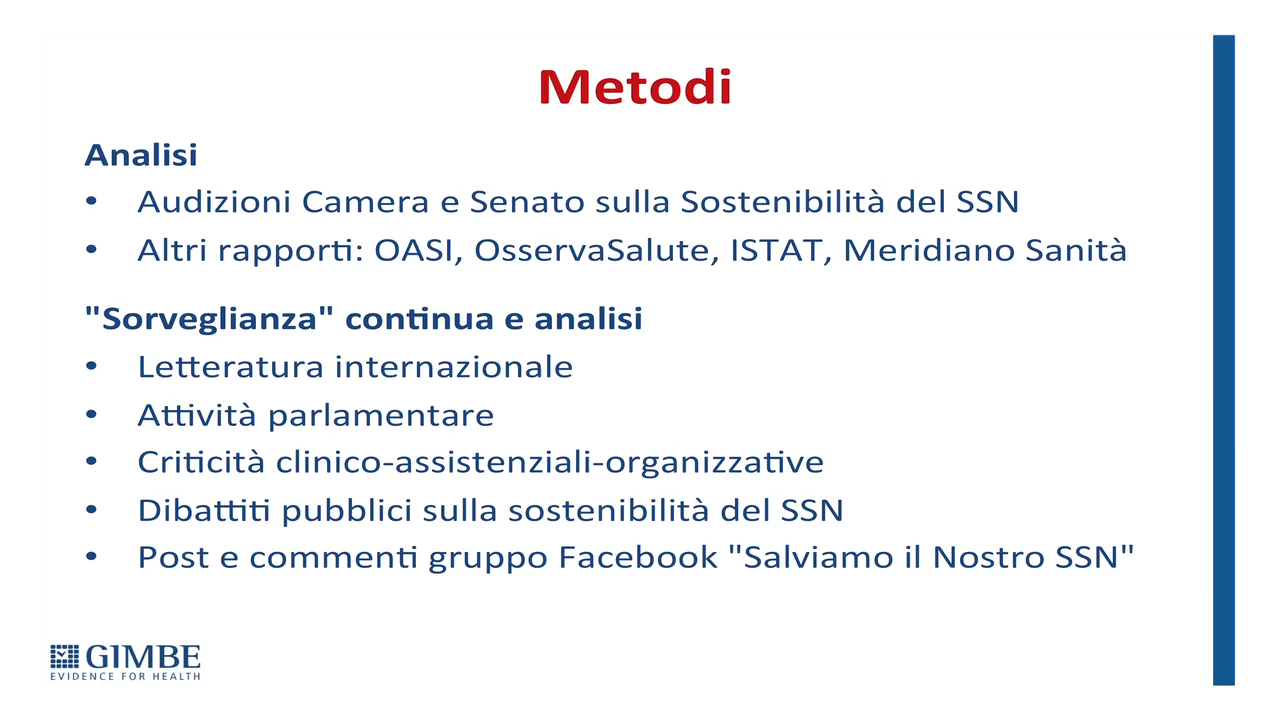 Metodi
Analisi
• Audizioni Camera e Senato sulla Sostenibilità del SSN
• Altri rapporti: OASI, OsservaSalute, ISTAT, Meridiano Sanità
"Sorveglianza" continua e analisi
• Letteratura internazionale
• Attività parlamentare
• Criticità clinico-assistenziali-organizzative
• Dibattiti pubblici sulla sostenibilità del SSN
• Post e commenti gruppo Facebook "Salviamo il Nostro SSN"
GIMBE
EVIDENCE FOR HEALTH